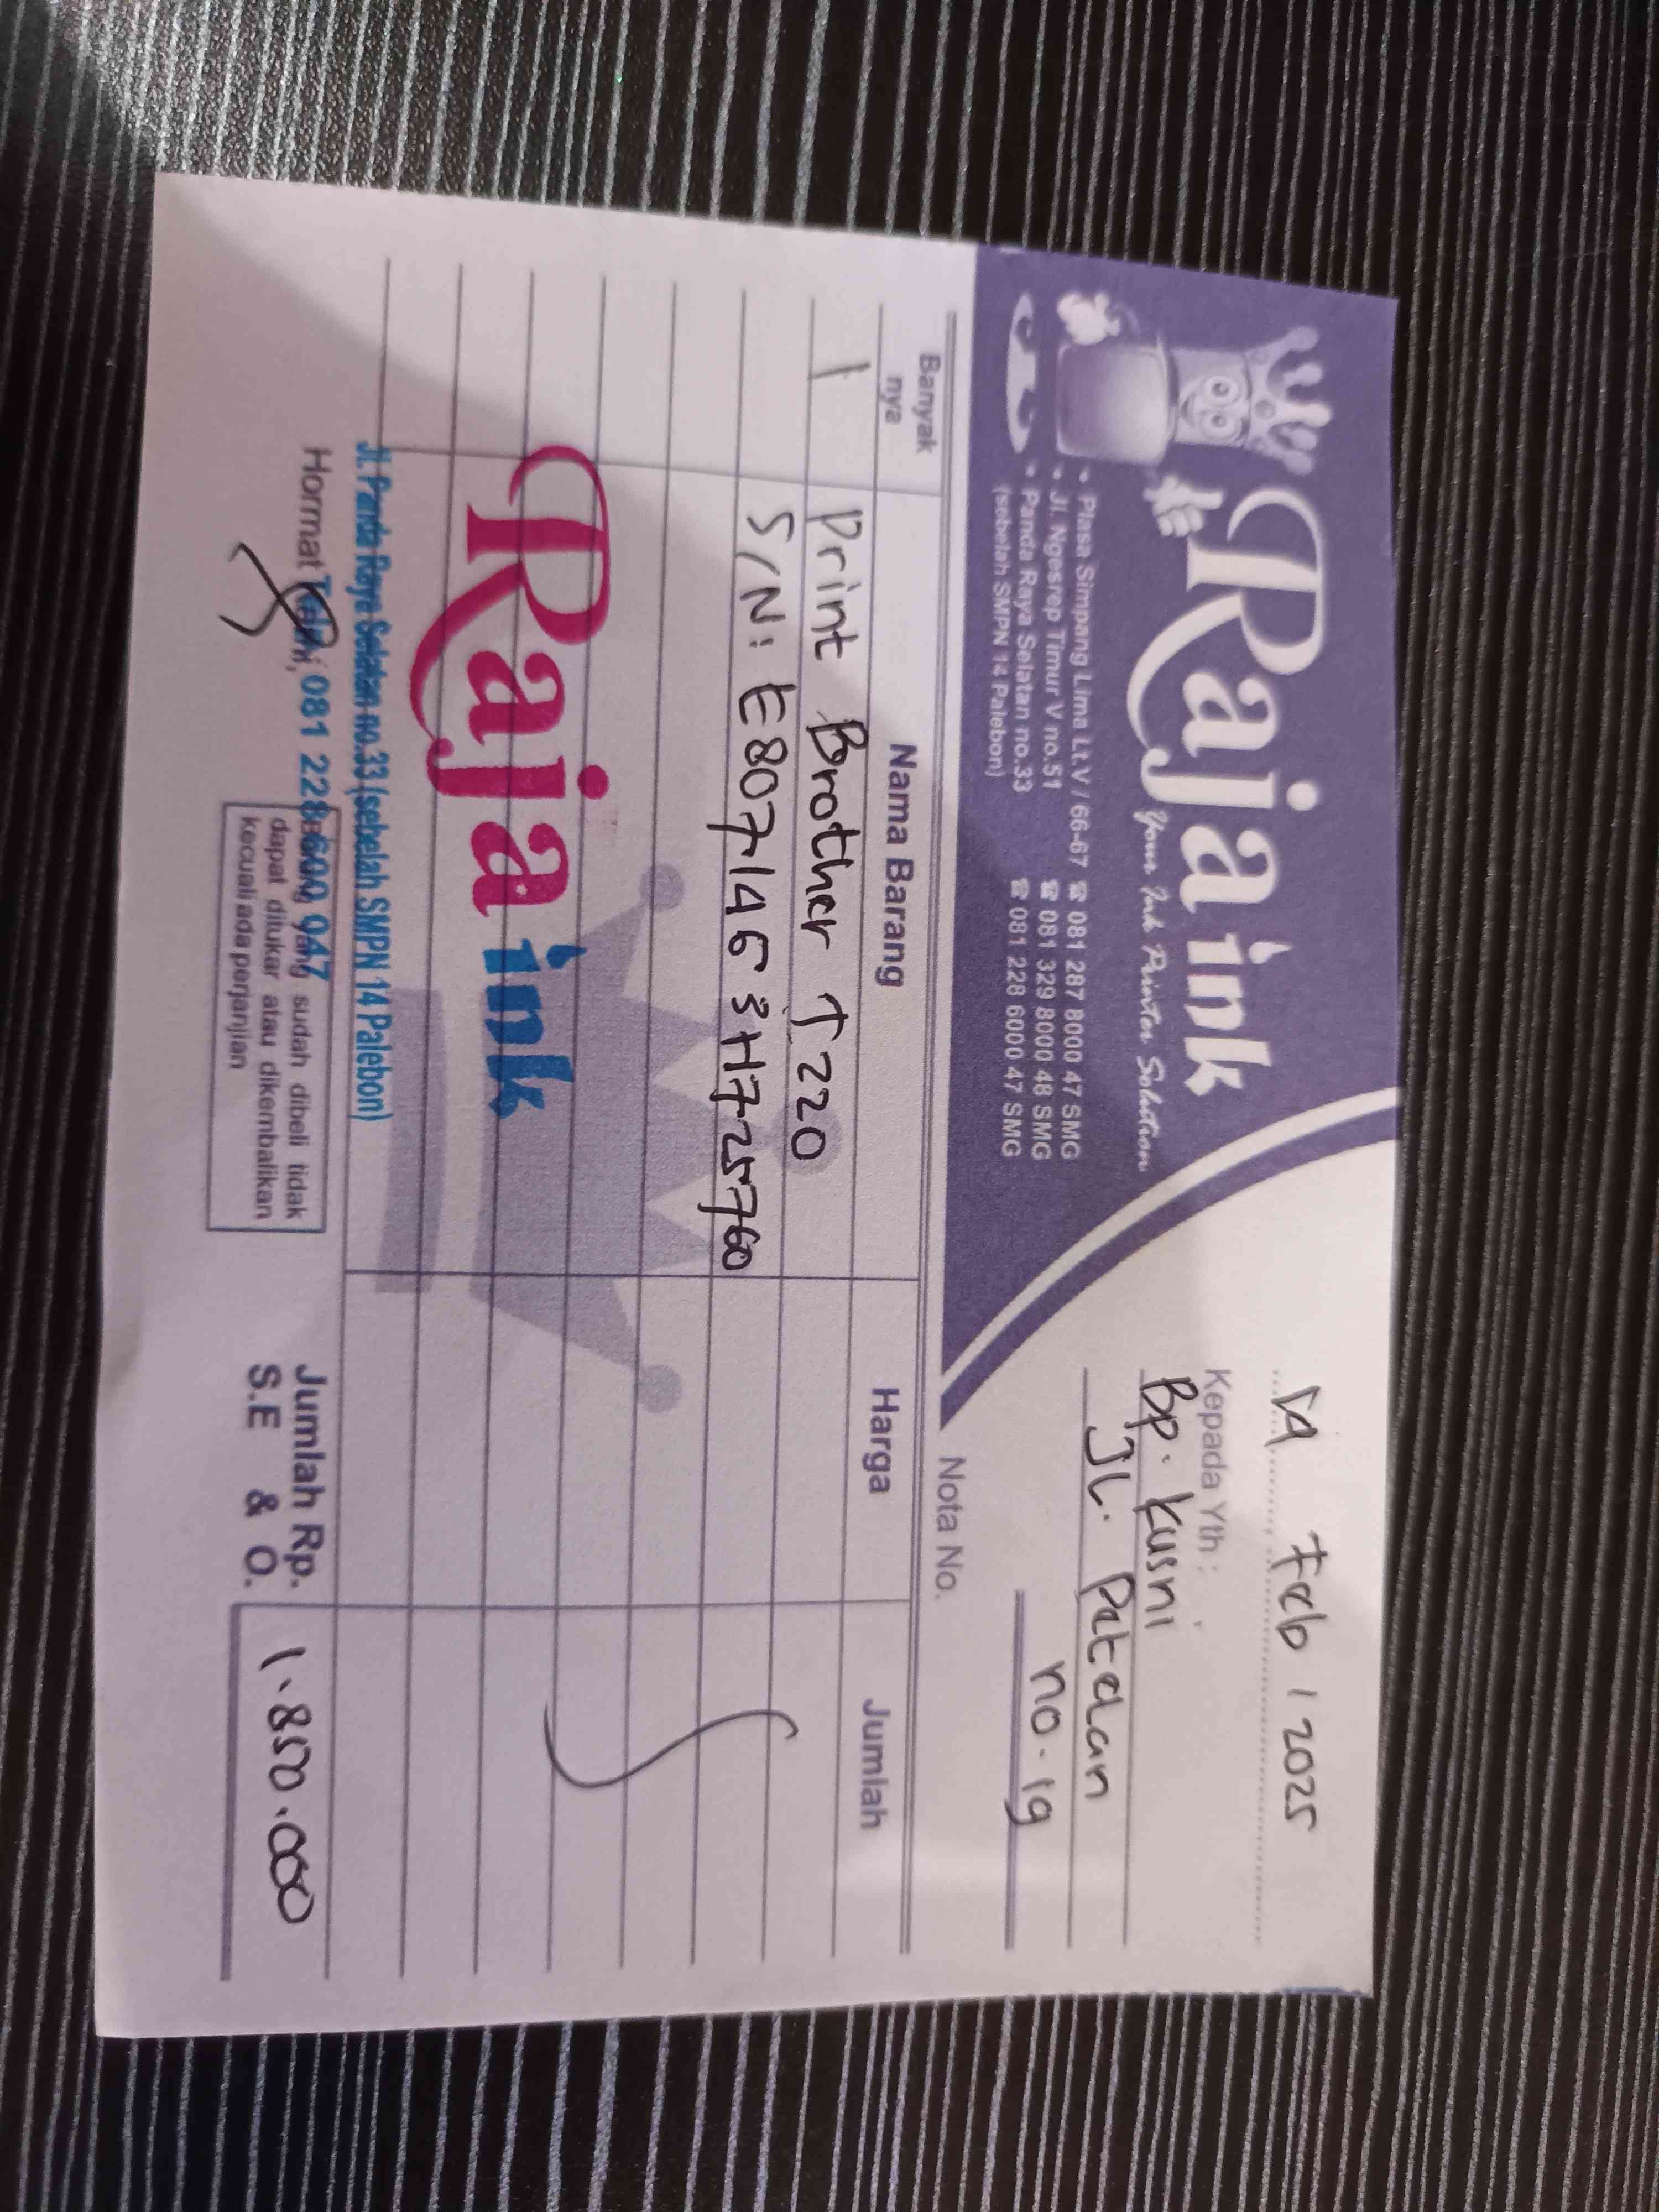 Raja ink
Your Ink Printer Solution
• Plasa Simpang Lima Lt.V / 66-67 ☎ 081 287 8000 47 SMG
• Jl. Ngesrep Timur V no.51 ☎ 081 329 8000 48 SMG
• Panda Raya Selatan no.33 ☎ 081 228 6000 47 SMG
(sebelah SMPN 14 Palebon)
Feb / 2025
Kepada Yth :
Bp. Kusni
JL. Petelan
no. 19
Nota No.
Banyak nya Nama Barang Harga Jumlah
1 Print Brother T220
S/N: E80714G3H725760
Raja ink
Jl. Panda Raya Selatan no.33 (sebelah SMPN 14 Palebon)
Hormat 081 228 600 047
Barang yang sudah dibeli tidak
dapat ditukar atau dikembalikan
kecuali ada perjanjian
Jumlah Rp. 1.850.000
S.E & O.